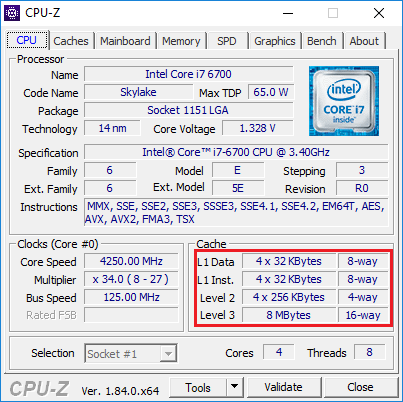 CPU-Z
CPU Caches Mainboard Memory SPD Graphics Bench About
Processor
Name Intel Core i7 6700
Code Name Skylake Max TDP 65.0 W
Package Socket 1151 LGA
Technology 14 nm Core Voltage 1.328 V
intel
CORE i7
inside™
Specification Intel® Core™ i7-6700 CPU @ 3.40GHz
Family 6 Model E Stepping 3
Ext. Family 6 Ext. Model 5E Revision R0
Instructions MMX, SSE, SSE2, SSE3, SSSE3, SSE4.1, SSE4.2, EM64T, AES,
AVX, AVX2, FMA3, TSX
Clocks (Core #0)
Core Speed 4250.00 MHz
Multiplier x 34.0 ( 8 - 27 )
Bus Speed 125.00 MHz
Rated FSB
Cache
L1 Data 4 x 32 KBytes 8-way
L1 Inst. 4 x 32 KBytes 8-way
Level 2 4 x 256 KBytes 4-way
Level 3 8 MBytes 16-way
Selection Socket #1 Cores 4 Threads 8
CPU-Z Ver. 1.84.0.x64 Tools Validate Close